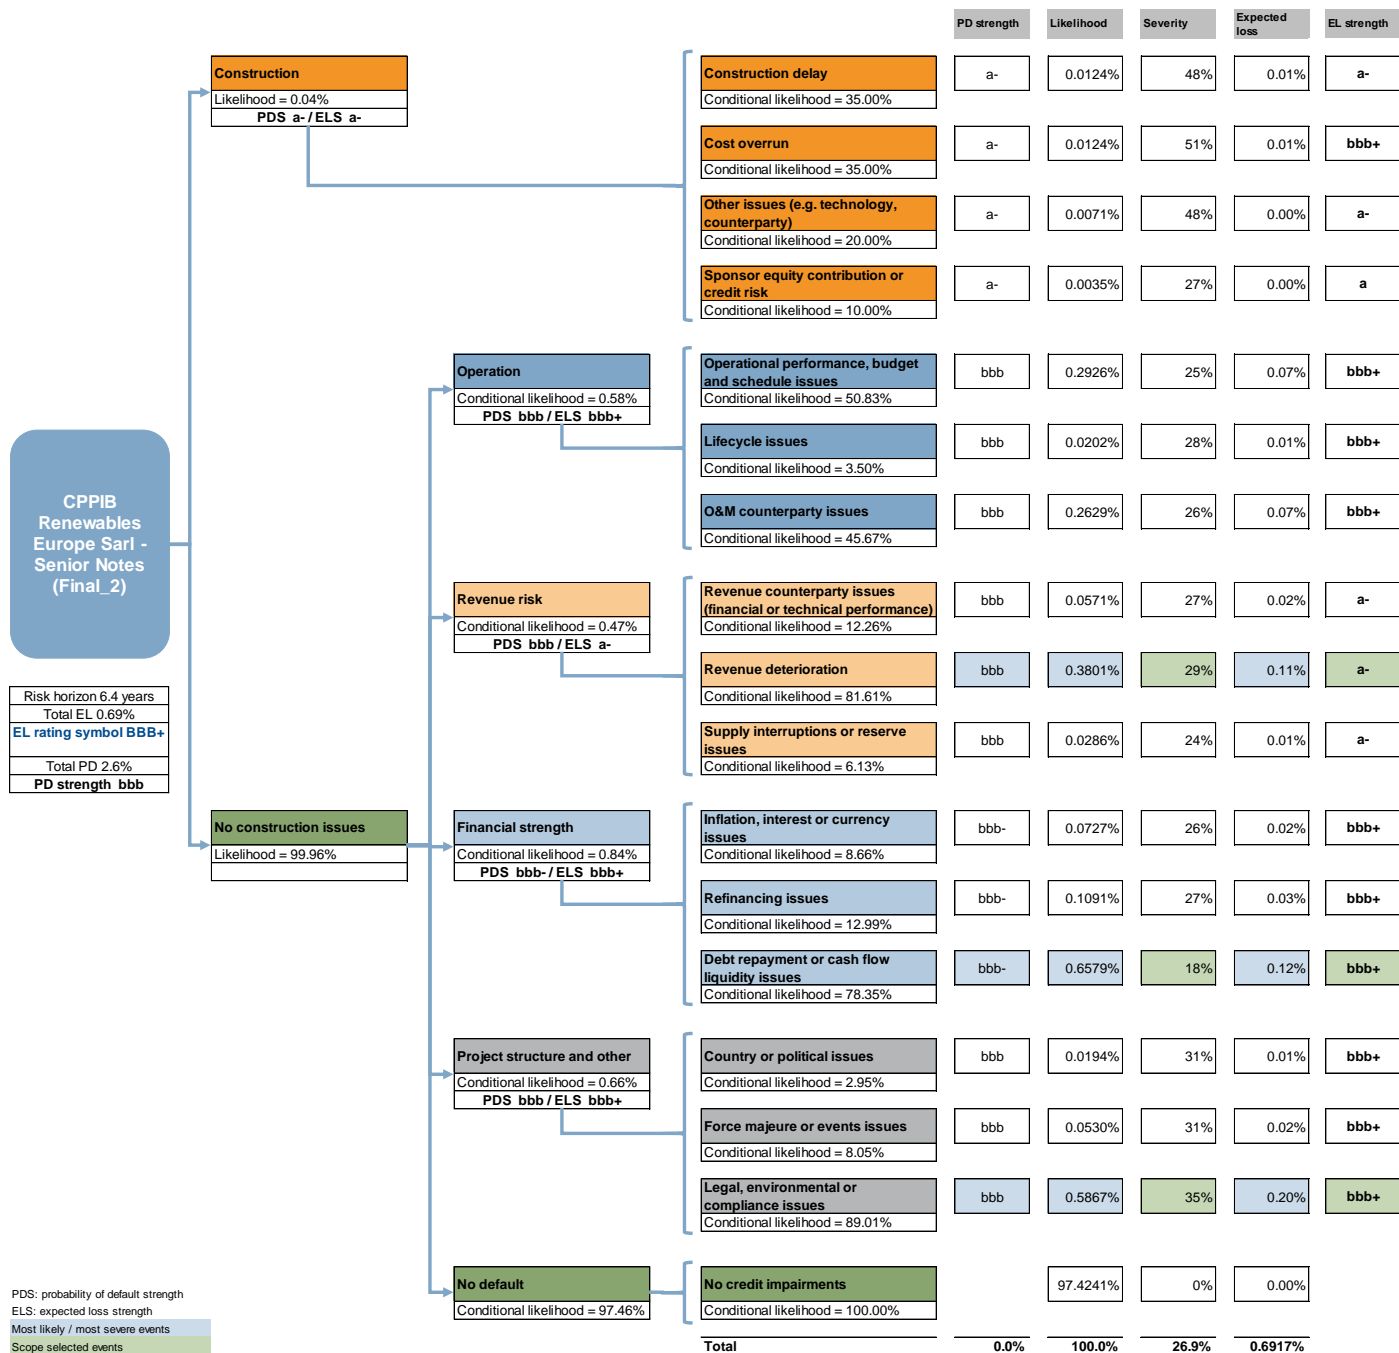 PD strength
Likelihood
Severity
Expected
loss
EL strength
Construction
Likelihood = 0.04%
PDS a- / ELS a-
Construction delay
Conditional likelihood = 35.00%
a-
0.0124%
48%
0.01%
a-
Cost overrun
Conditional likelihood = 35.00%
a-
0.0124%
51%
0.01%
bbb+
Other issues (e.g. technology,
counterparty)
Conditional likelihood = 20.00%
a-
0.0071%
48%
0.00%
a-
Sponsor equity contribution or
credit risk
Conditional likelihood = 10.00%
a-
0.0035%
27%
0.00%
a
Operation
Conditional likelihood = 0.58%
PDS bbb / ELS bbb+
Operational performance, budget
and schedule issues
Conditional likelihood = 50.83%
bbb
0.2926%
25%
0.07%
bbb+
Lifecycle issues
Conditional likelihood = 3.50%
bbb
0.0202%
28%
0.01%
bbb+
O&M counterparty issues
Conditional likelihood = 45.67%
bbb
0.2629%
26%
0.07%
bbb+
CPPIB
Renewables
Europe Sarl -
Senior Notes
(Final_2)
Risk horizon 6.4 years
Total EL 0.69%
EL rating symbol BBB+
Total PD 2.6%
PD strength bbb
Revenue risk
Conditional likelihood = 0.47%
PDS bbb / ELS a-
Revenue counterparty issues
(financial or technical performance)
Conditional likelihood = 12.26%
bbb
0.0571%
27%
0.02%
a-
Revenue deterioration
Conditional likelihood = 81.61%
bbb
0.3801%
29%
0.11%
a-
Supply interruptions or reserve
issues
Conditional likelihood = 6.13%
bbb
0.0286%
24%
0.01%
a-
No construction issues
Likelihood = 99.96%
Financial strength
Conditional likelihood = 0.84%
PDS bbb- / ELS bbb+
Inflation, interest or currency
issues
Conditional likelihood = 8.66%
bbb-
0.0727%
26%
0.02%
bbb+
Refinancing issues
Conditional likelihood = 12.99%
bbb-
0.1091%
27%
0.03%
bbb+
Debt repayment or cash flow
liquidity issues
Conditional likelihood = 78.35%
bbb-
0.6579%
18%
0.12%
bbb+
Project structure and other
Conditional likelihood = 0.66%
PDS bbb / ELS bbb+
Country or political issues
Conditional likelihood = 2.95%
bbb
0.0194%
31%
0.01%
bbb+
Force majeure or events issues
Conditional likelihood = 8.05%
bbb
0.0530%
31%
0.02%
bbb+
Legal, environmental or
compliance issues
Conditional likelihood = 89.01%
bbb
0.5867%
35%
0.20%
bbb+
No default
Conditional likelihood = 97.46%
No credit impairments
Conditional likelihood = 100.00%
97.4241%
0%
0.00%
PDS: probability of default strength
ELS: expected loss strength
Most likely / most severe events
Scope selected events
Total
0.0%
100.0%
26.9%
0.6917%